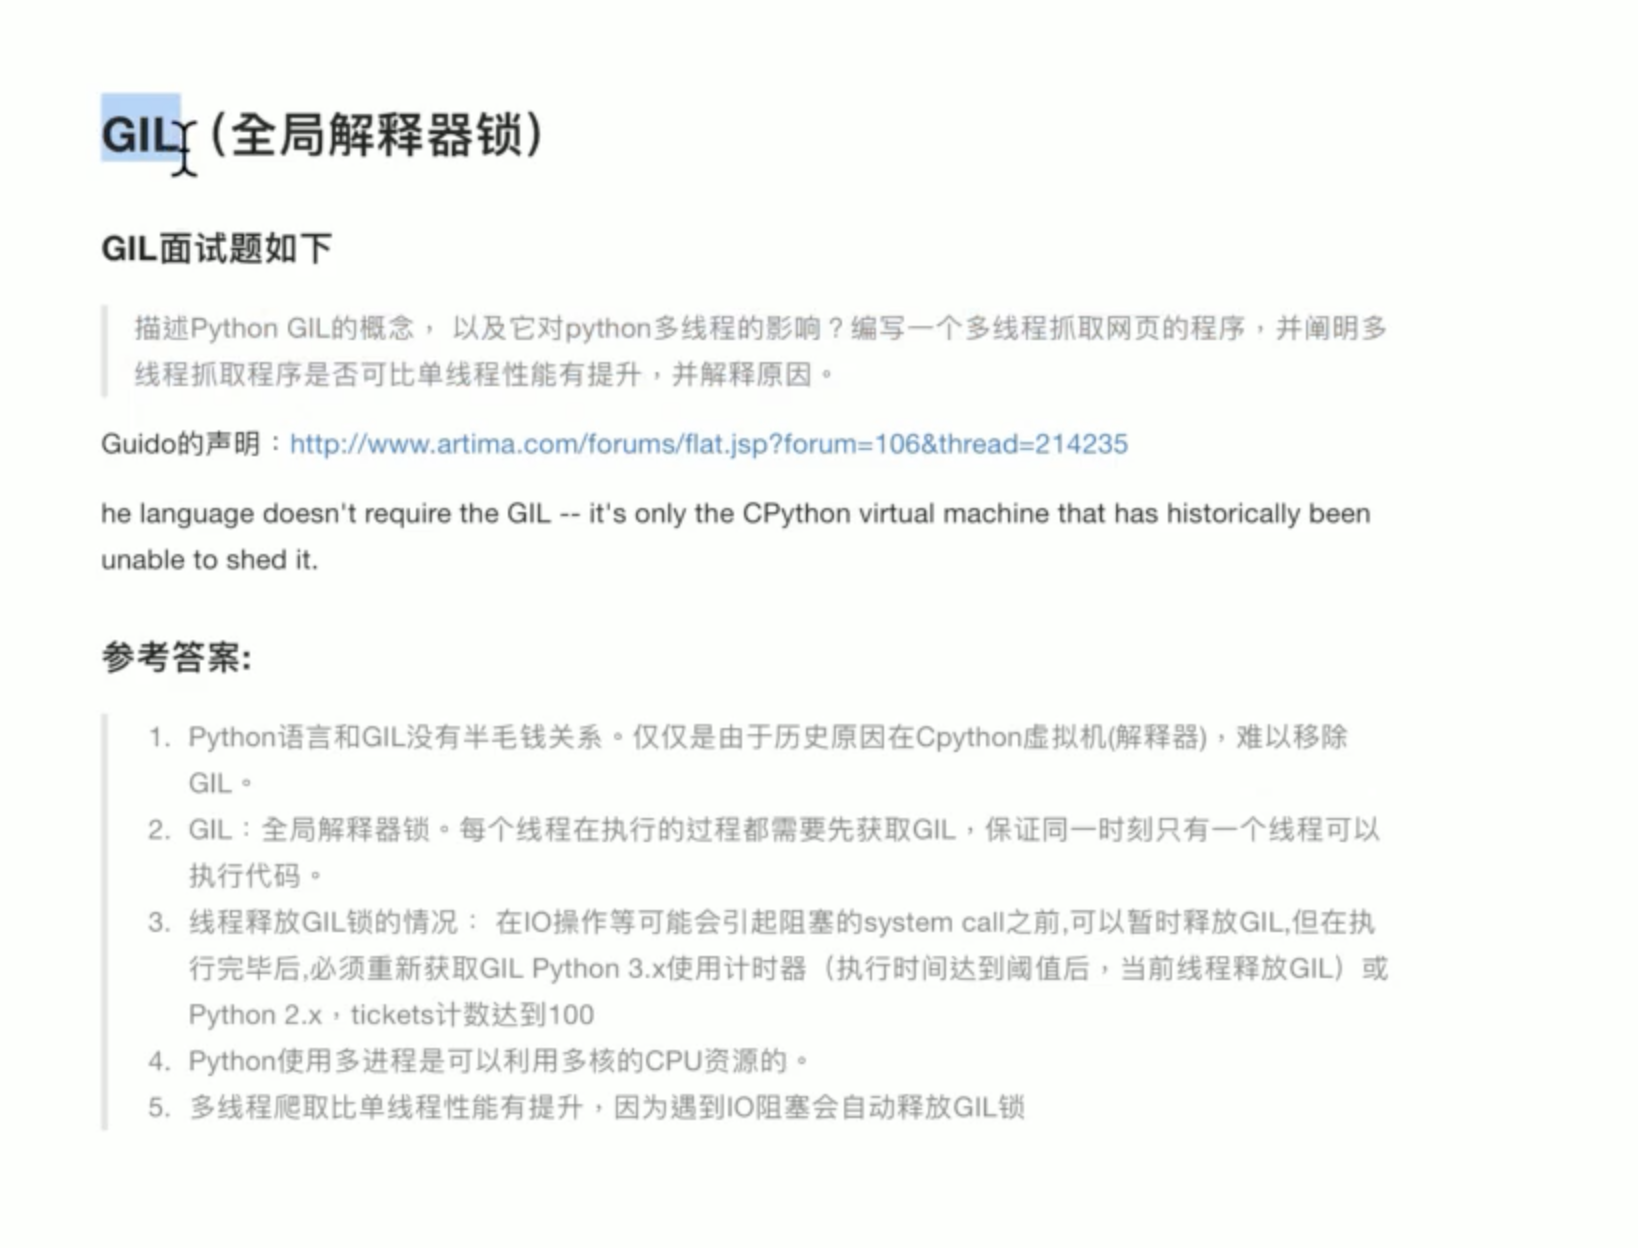 GIL（全局解释器锁）
GIL面试题如下
描述Python GIL的概念， 以及它对python多线程的影响？编写一个多线程抓取网页的程序，并阐明多
线程抓取程序是否可比单线程性能有提升，并解释原因。
Guido的声明：http://www.artima.com/forums/flat.jsp?forum=106&thread=214235
he language doesn't require the GIL -- it's only the CPython virtual machine that has historically been
unable to shed it.
参考答案:
1. Python语言和GIL没有半毛钱关系。仅仅是由于历史原因在Cpython虚拟机(解释器)，难以移除
GIL。
2. GIL：全局解释器锁。每个线程在执行的过程都需要先获取GIL，保证同一时刻只有一个线程可以
执行代码。
3. 线程释放GIL锁的情况： 在IO操作等可能会引起阻塞的system call之前,可以暂时释放GIL,但在执
行完毕后,必须重新获取GIL Python 3.x使用计时器（执行时间达到阈值后，当前线程释放GIL）或
Python 2.x，tickets计数达到100
4. Python使用多进程是可以利用多核的CPU资源的。
5. 多线程爬取比单线程性能有提升，因为遇到IO阻塞会自动释放GIL锁